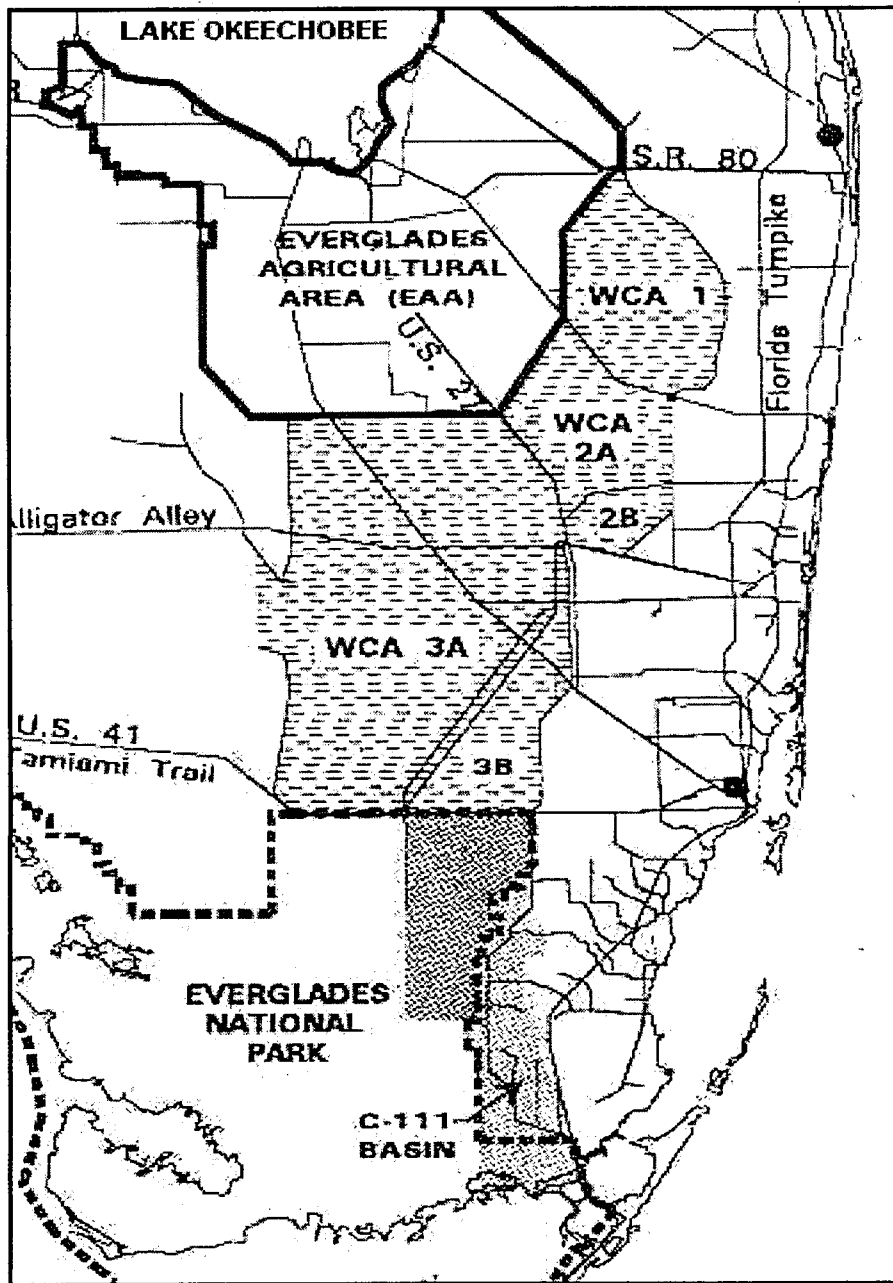 LAKE OKEECHOBEE
S.R. 80
EVERGLADES
AGRICULTURAL
AREA (EAA)
WCA 1
Florida Turnpike
U.S. 27
WCA
2A
2B
Alligator Alley
WCA 3A
U.S. 41
amiami Trail
3B
EVERGLADES
NATIONAL
PARK
C-111
BASIN